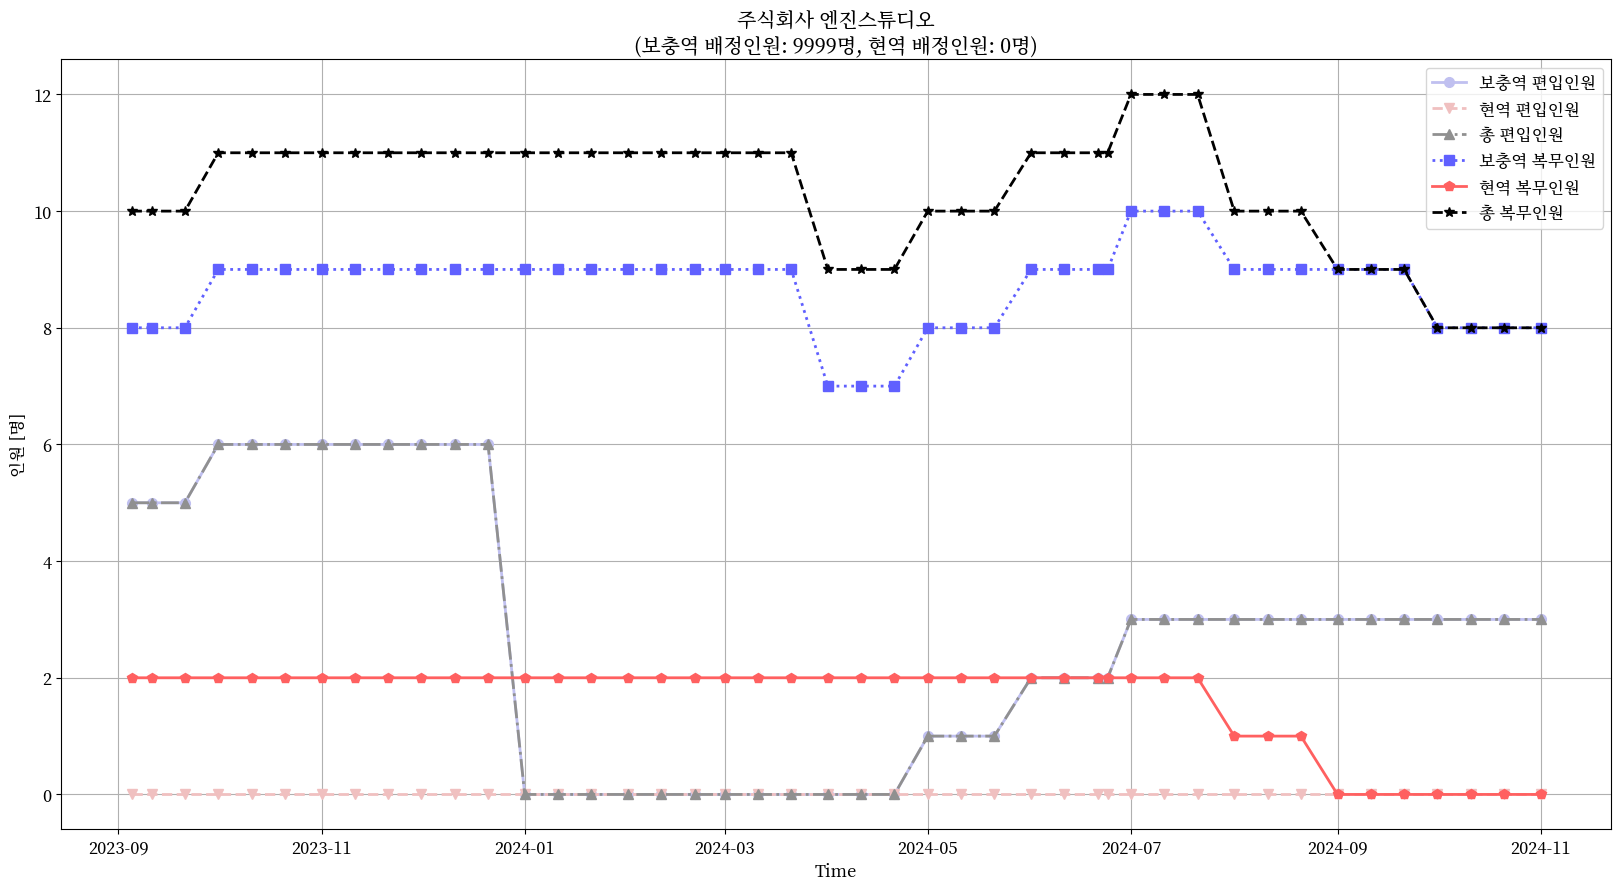 주식회사 엔진스튜디오
(보충역 배정인원: 9999명, 현역 배정인원: 0명)
보충역 편입인원
현역 편입인원
총 편입인원
보충역 복무인원
현역 복무인원
총 복무인원
인원 [명]
12
10
8
6
4
2
0
2023-09
2023-11
2024-01
2024-03
2024-05
2024-07
2024-09
2024-11
Time